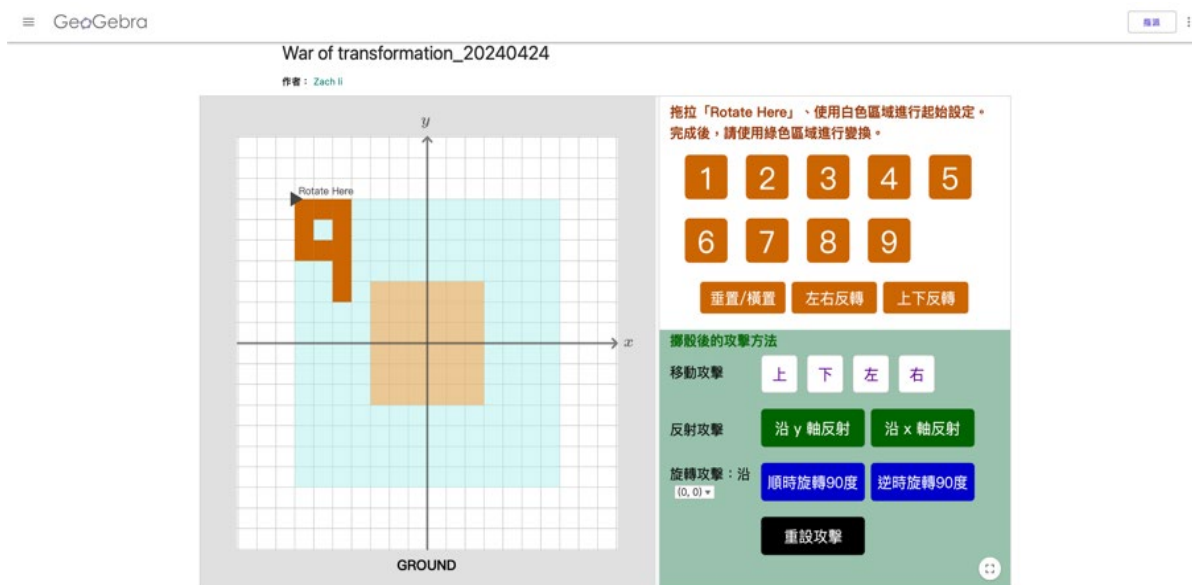 GeoGebra
War of transformation_20240424
作者： Zach li
y
Rotate Here
x
GROUND
拖拉「Rotate Here」、使用白色區域進行起始設定。
完成後，請使用綠色區域進行變換。
1 2 3 4 5
6 7 8 9
垂置/橫置 左右反轉 上下反轉
擲骰後的攻擊方法
移動攻擊 上 下 左 右
反射攻擊 沿 y 軸反射 沿 x 軸反射
旋轉攻擊：沿
(0, 0)
順時旋轉90度 逆時旋轉90度
重設攻擊